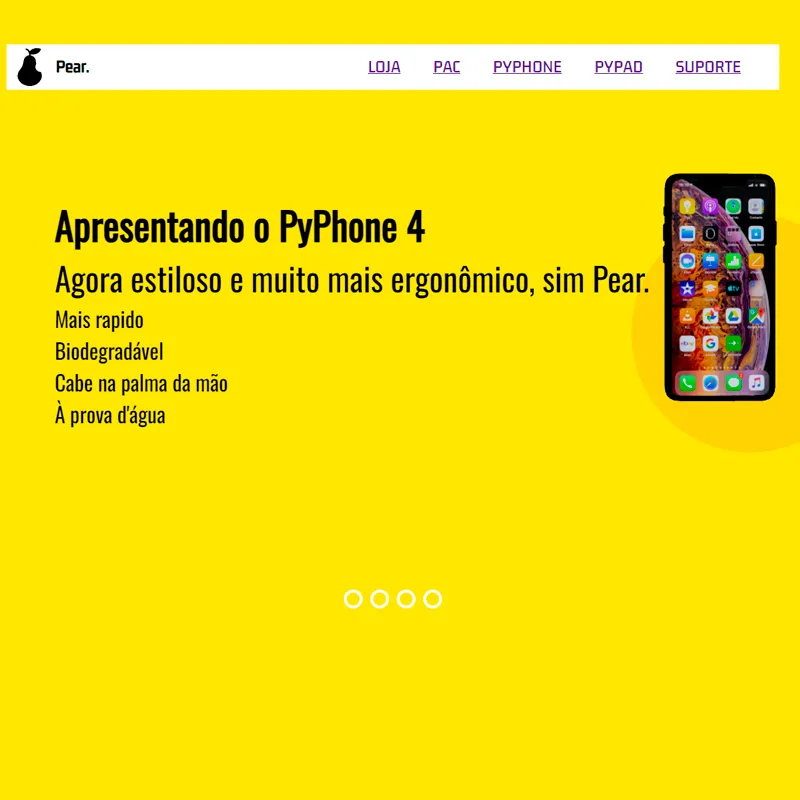 Pear.
LOJA PAC PYPHONE PYPAD SUPORTE
Apresentando o PyPhone 4
Agora estiloso e muito mais ergonômico, sim Pear.
Mais rapido
Biodegradável
Cabe na palma da mão
À prova d'água